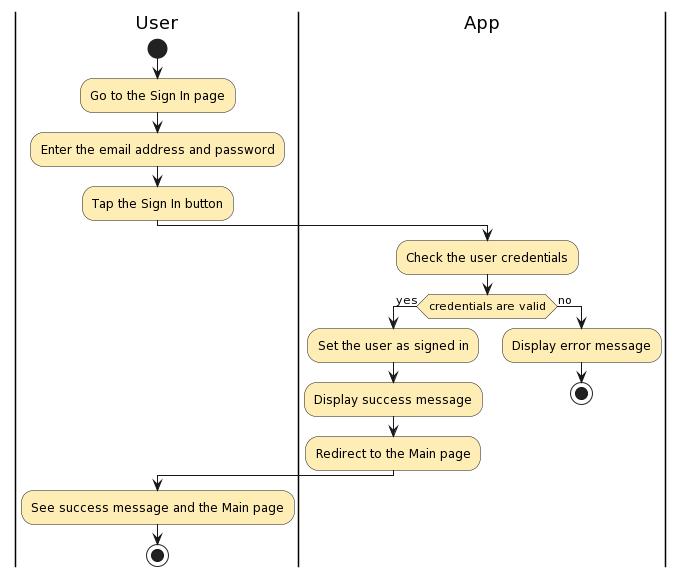 User
App
Go to the Sign In page
Enter the email address and password
Tap the Sign In button
Check the user credentials
yes
credentials are valid
no
Set the user as signed in
Display error message
Display success message
Redirect to the Main page
See success message and the Main page